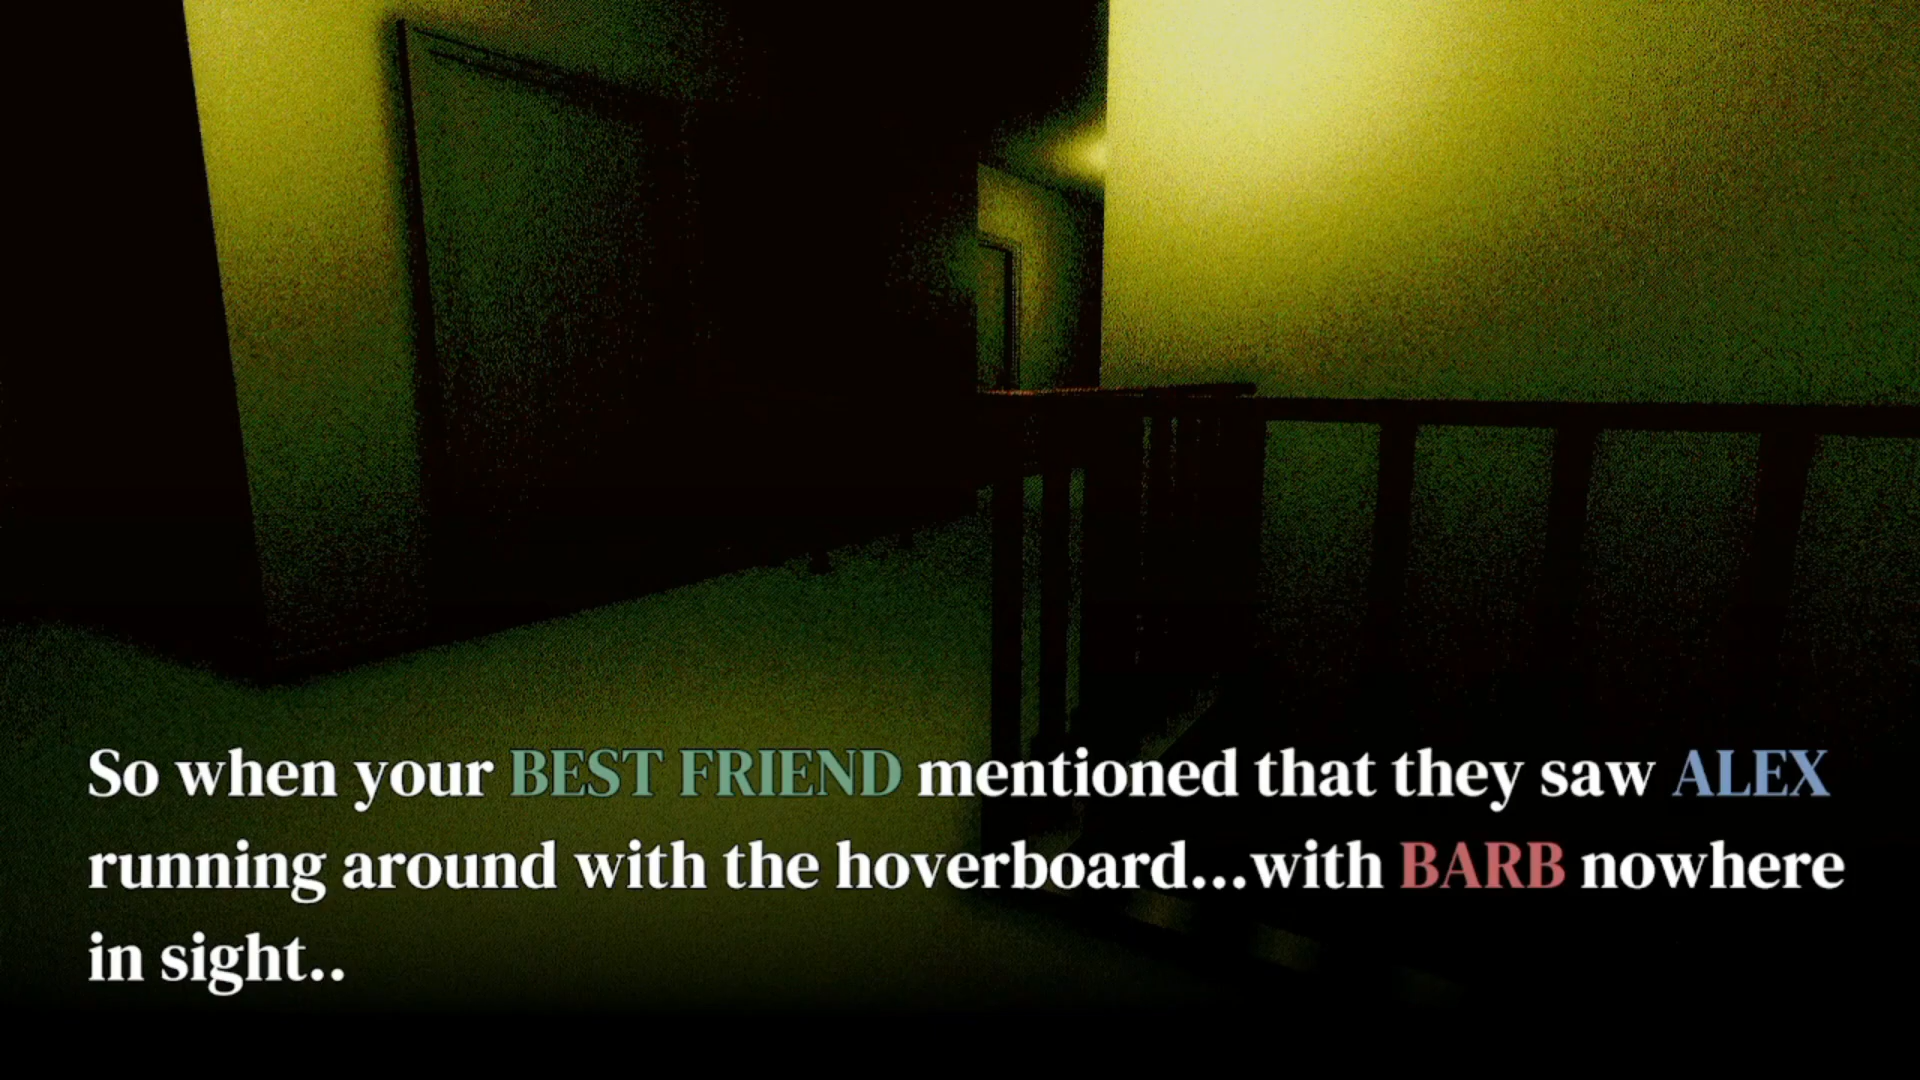 So when your BEST FRIEND mentioned that they saw ALEX
running around with the hoverboard...with BARB nowhere
in sight..